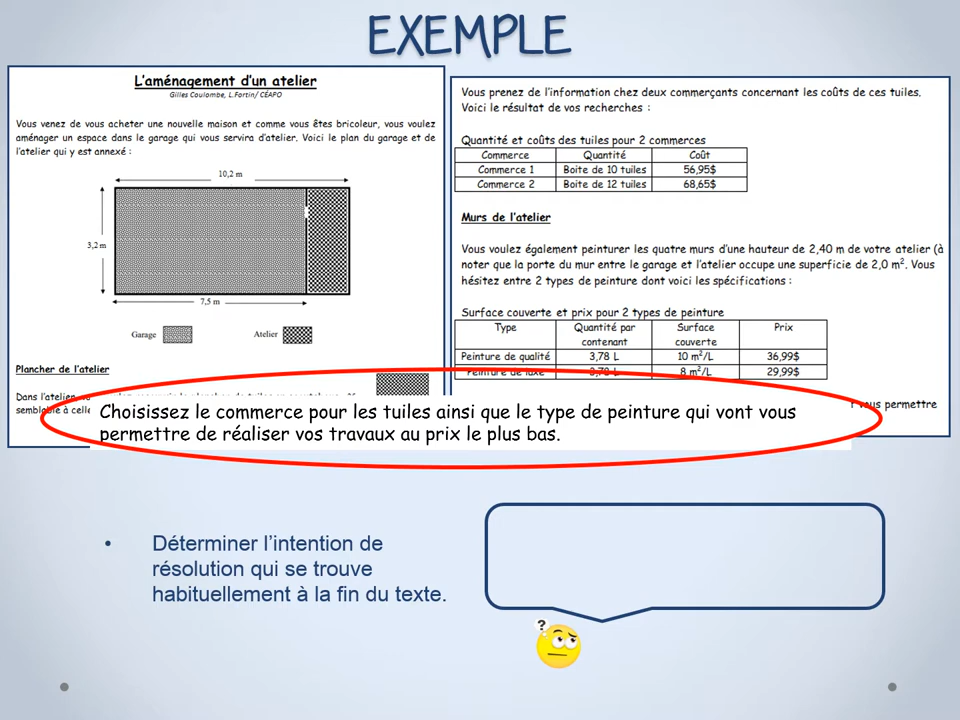 EXEMPLE
L'aménagement d'un atelier
Gilles Coulombe, L.Fortin/ CÉAPO
Vous venez de vous acheter une nouvelle maison et comme vous êtes bricoleur, vous voulez
aménager un espace dans le garage qui vous servira d'atelier. Voici le plan du garage et de
l'atelier qui y est annexé :
10,2 m
3,2 m
7,5 m
Garage
Atelier
Plancher de l'atelier
Dans l'atelier
semblable à celle
Vous prenez de l'information chez deux commerçants concernant les coûts de ces tuiles.
Voici le résultat de vos recherches :
Quantité et coûts des tuiles pour 2 commerces
Commerce Quantité Coût
Commerce 1 Boite de 10 tuiles 56,95$
Commerce 2 Boite de 12 tuiles 68,65$
Murs de l'atelier
Vous voulez également peinturer les quatre murs d'une hauteur de 2,40 m de votre atelier (à
noter que la porte du mur entre le garage et l'atelier occupe une superficie de 2,0 m². Vous
hésitez entre 2 types de peinture dont voici les spécifications :
Surface couverte et prix pour 2 types de peinture
Type Quantité par contenant Surface couverte Prix
Peinture de qualité 3,78 L 10 m²/L 36,99$
Peinture de luxe 3,78 L 8 m²/L 29,99$
vous permettre
Choisissez le commerce pour les tuiles ainsi que le type de peinture qui vont vous
permettre de réaliser vos travaux au prix le plus bas.
• Déterminer l'intention de
résolution qui se trouve
habituellement à la fin du texte.
?